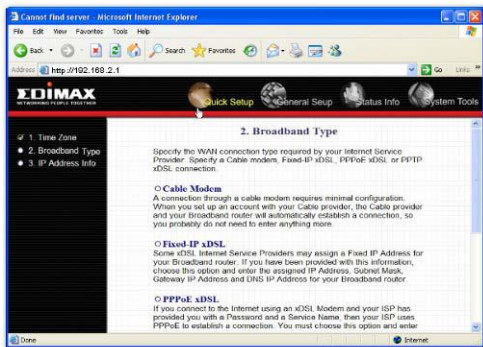 Cannot find server - Microsoft Internet Explorer
File Edit View Favorites Tools Help
Back Search Favorites
Address http://192.168.2.1 Go Links
EDIMAX
NETWORKING PEOPLE TOGETHER
Quick Setup General Seup Status Info System Tools
1. Time Zone
2. Broadband Type
3. IP Address Info
2. Broadband Type
Specify the WAN connection type required by your Internet Service
Provider. Specify a Cable modem, Fixed-IP xDSL, PPPoE xDSL or PPTP
xDSL connection.
Cable Modem
A connection through a cable modem requires minimal configuration.
When you set up an account with your Cable provider, the Cable provider
and your Broadband router will automatically establish a connection, so
you probably do not need to enter anything more.
Fixed-IP xDSL
Some xDSL Internet Service Providers may assign a Fixed IP Address for
your Broadband router. If you have been provided with this information,
choose this option and enter the assigned IP Address, Subnet Mask,
Gateway IP Address and DNS IP Address for your Broadband router.
PPPoE xDSL
If you connect to the Internet using an xDSL Modem and your ISP has
provided you with a Password and a Service Name, then your ISP uses
PPPoE to establish a connection. You must choose this option and enter
Done Internet